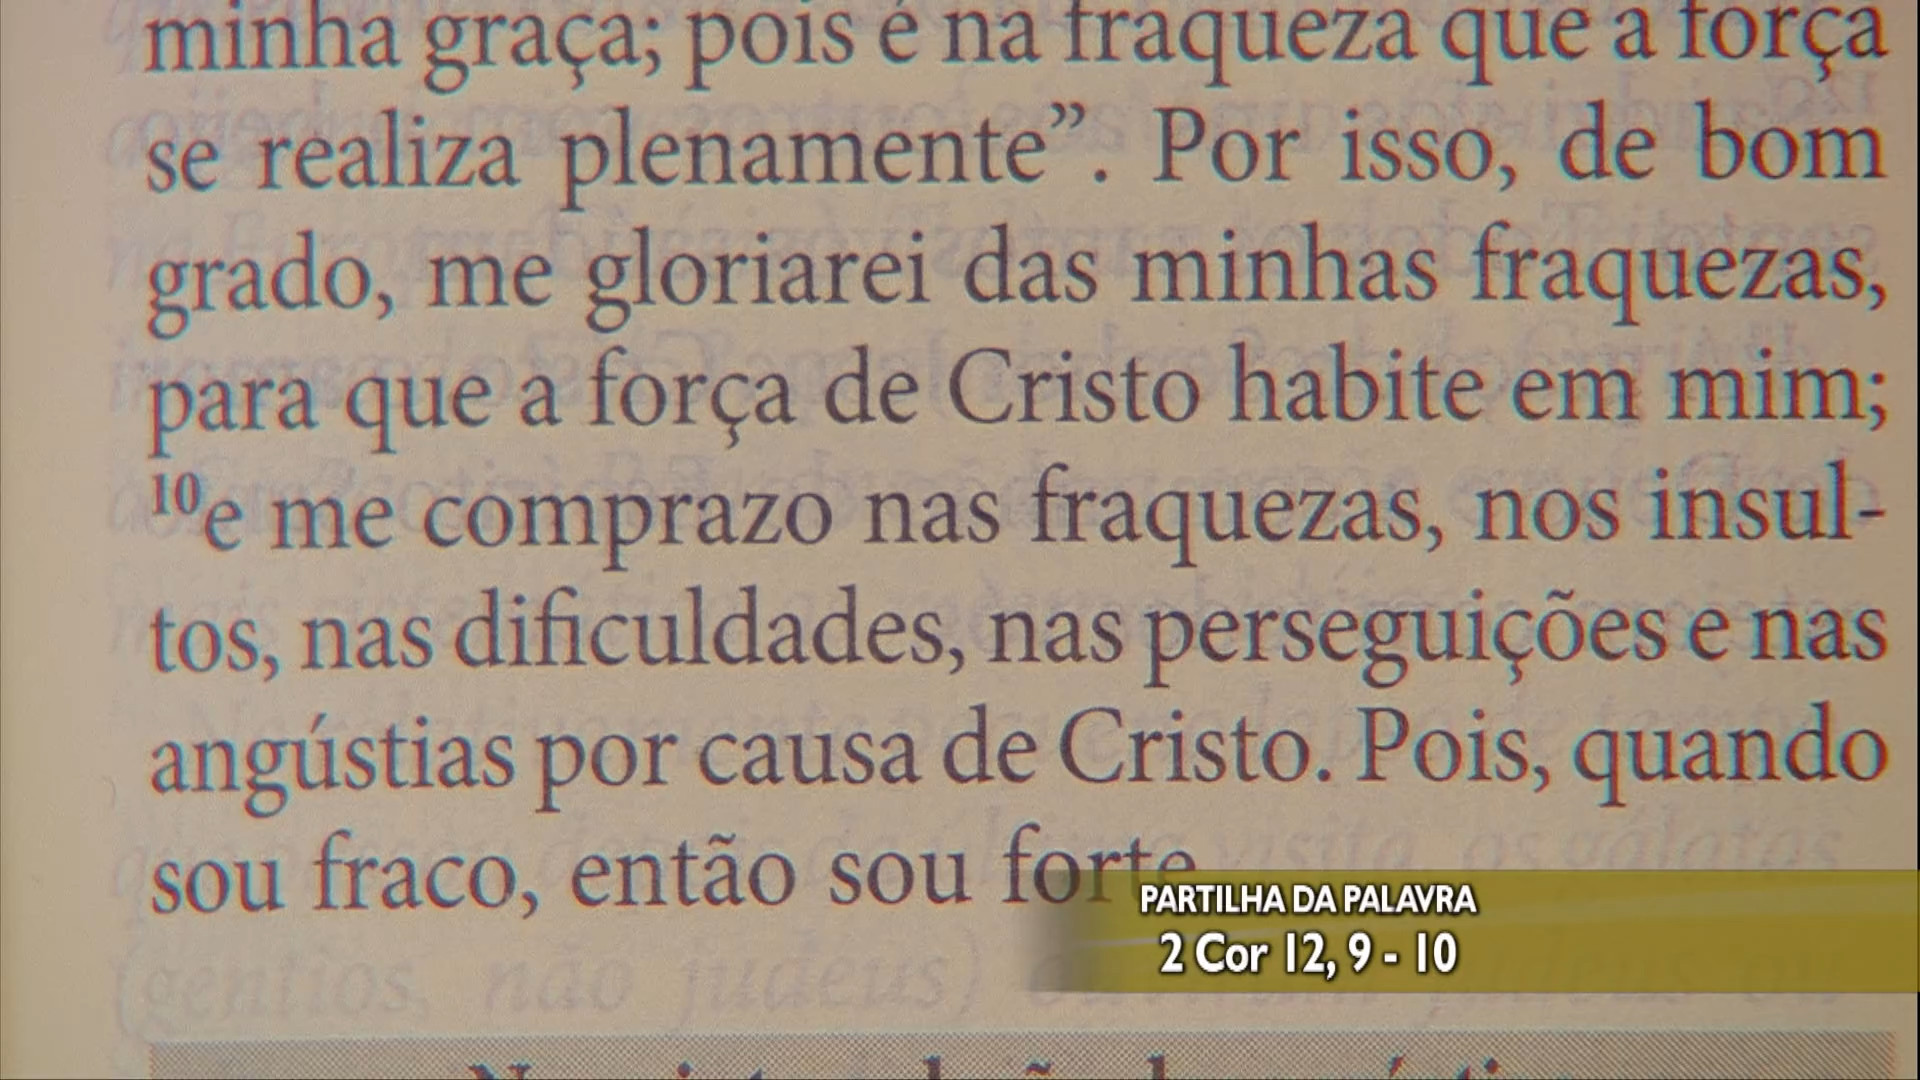 minha graça; pois é na fraqueza que a força
se realiza plenamente”. Por isso, de bom
grado, me gloriarei das minhas fraquezas,
para que a força de Cristo habite em mim;
10e me comprazo nas fraquezas, nos insul-
tos, nas dificuldades, nas perseguições e nas
angústias por causa de Cristo. Pois, quando
sou fraco, então sou forte
PARTILHA DA PALAVRA
2 Cor 12, 9 - 10
(gentios, não judeus)